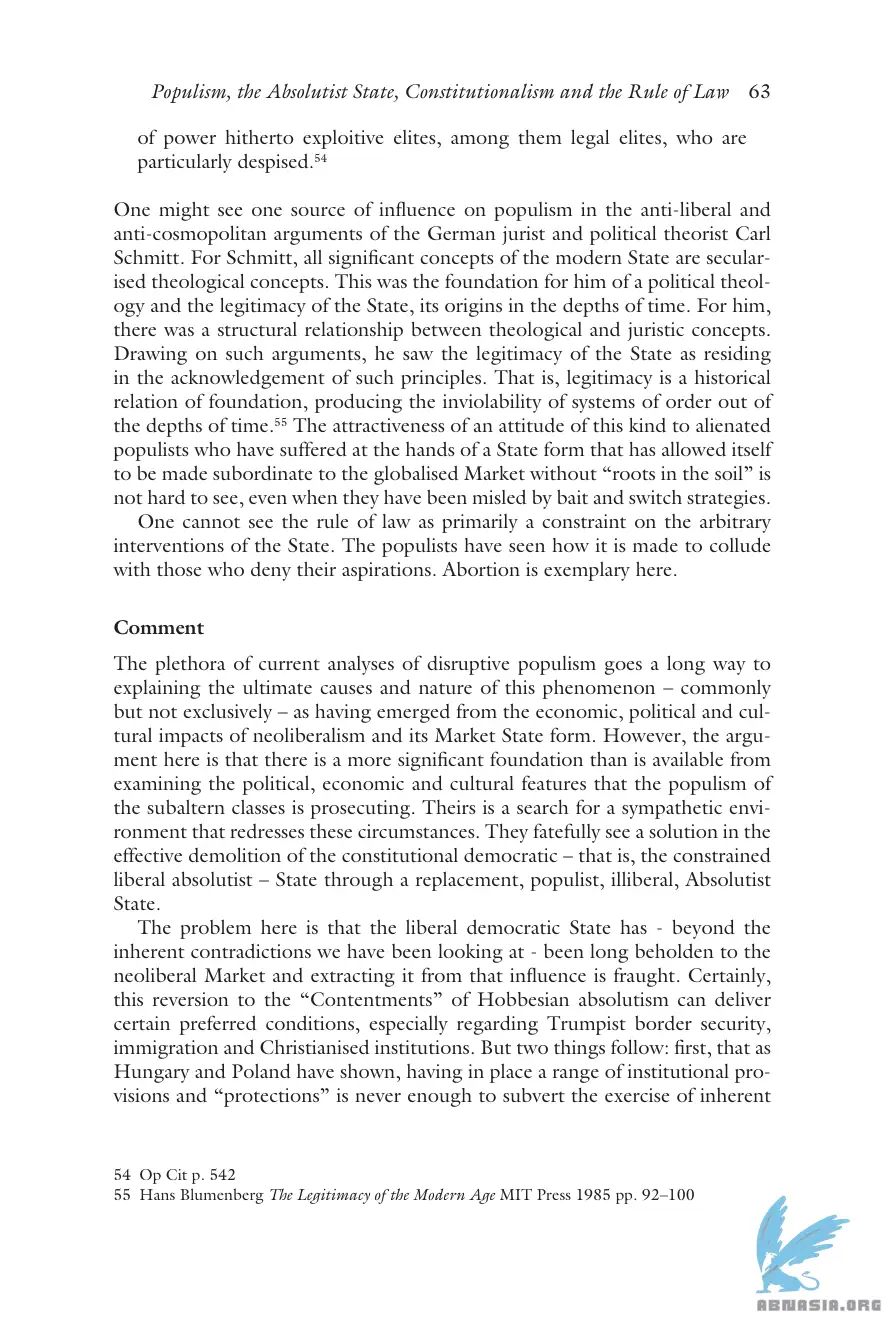 Populism, the Absolutist State, Constitutionalism and the Rule of Law 63
of power hitherto exploitive elites, among them legal elites, who are
particularly despised.54
One might see one source of influence on populism in the anti-liberal and
anti-cosmopolitan arguments of the German jurist and political theorist Carl
Schmitt. For Schmitt, all significant concepts of the modern State are secular-
ised theological concepts. This was the foundation for him of a political theol-
ogy and the legitimacy of the State, its origins in the depths of time. For him,
there was a structural relationship between theological and juristic concepts.
Drawing on such arguments, he saw the legitimacy of the State as residing
in the acknowledgement of such principles. That is, legitimacy is a historical
relation of foundation, producing the inviolability of systems of order out of
the depths of time.55 The attractiveness of an attitude of this kind to alienated
populists who have suffered at the hands of a State form that has allowed itself
to be made subordinate to the globalised Market without “roots in the soil” is
not hard to see, even when they have been misled by bait and switch strategies.
One cannot see the rule of law as primarily a constraint on the arbitrary
interventions of the State. The populists have seen how it is made to collude
with those who deny their aspirations. Abortion is exemplary here.
Comment
The plethora of current analyses of disruptive populism goes a long way to
explaining the ultimate causes and nature of this phenomenon – commonly
but not exclusively – as having emerged from the economic, political and cul-
tural impacts of neoliberalism and its Market State form. However, the argu-
ment here is that there is a more significant foundation than is available from
examining the political, economic and cultural features that the populism of
the subaltern classes is prosecuting. Theirs is a search for a sympathetic envi-
ronment that redresses these circumstances. They fatefully see a solution in the
effective demolition of the constitutional democratic – that is, the constrained
liberal absolutist – State through a replacement, populist, illiberal, Absolutist
State.
The problem here is that the liberal democratic State has - beyond the
inherent contradictions we have been looking at - been long beholden to the
neoliberal Market and extracting it from that influence is fraught. Certainly,
this reversion to the “Contentments” of Hobbesian absolutism can deliver
certain preferred conditions, especially regarding Trumpist border security,
immigration and Christianised institutions. But two things follow: first, that as
Hungary and Poland have shown, having in place a range of institutional pro-
visions and “protections” is never enough to subvert the exercise of inherent
54 Op Cit p. 542
55 Hans Blumenberg The Legitimacy of the Modern Age MIT Press 1985 pp. 92–100
ABNASIA.ORG